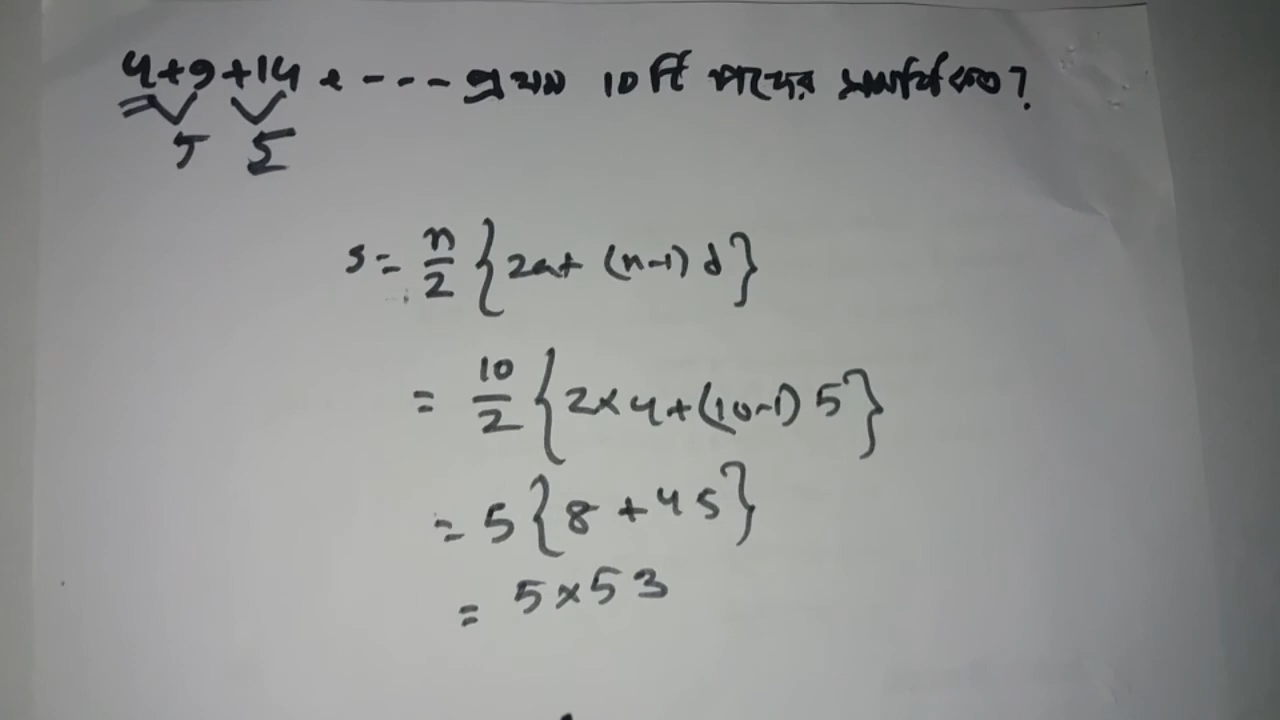 4+9+14 + ---- প্রথম 10টি পদের সমষ্টি কত?
5 5
S = n/2 {2a+ (n-1) d}
= 10/2 {2×4+(10-1) 5}
= 5 {8 + 45}
= 5×53